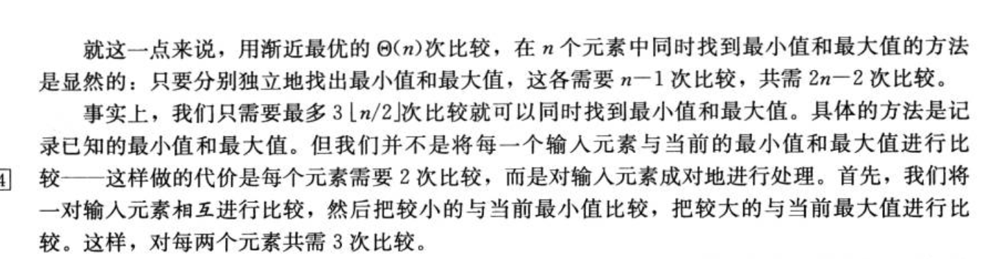 就这一点来说，用渐近最优的 Θ(n)次比较，在 n 个元素中同时找到最小值和最大值的方法
是显然的：只要分别独立地找出最小值和最大值，这各需要 n－1 次比较，共需 2n－2 次比较。
事实上，我们只需要最多 3⌊n/2⌋次比较就可以同时找到最小值和最大值。具体的方法是记
录已知的最小值和最大值。但我们并不是将每一个输入元素与当前的最小值和最大值进行比
4 较——这样做的代价是每个元素需要 2 次比较，而是对输入元素成对地进行处理。首先，我们将
一对输入元素相互进行比较，然后把较小的与当前最小值比较，把较大的与当前最大值进行比
较。这样，对每两个元素共需 3 次比较。